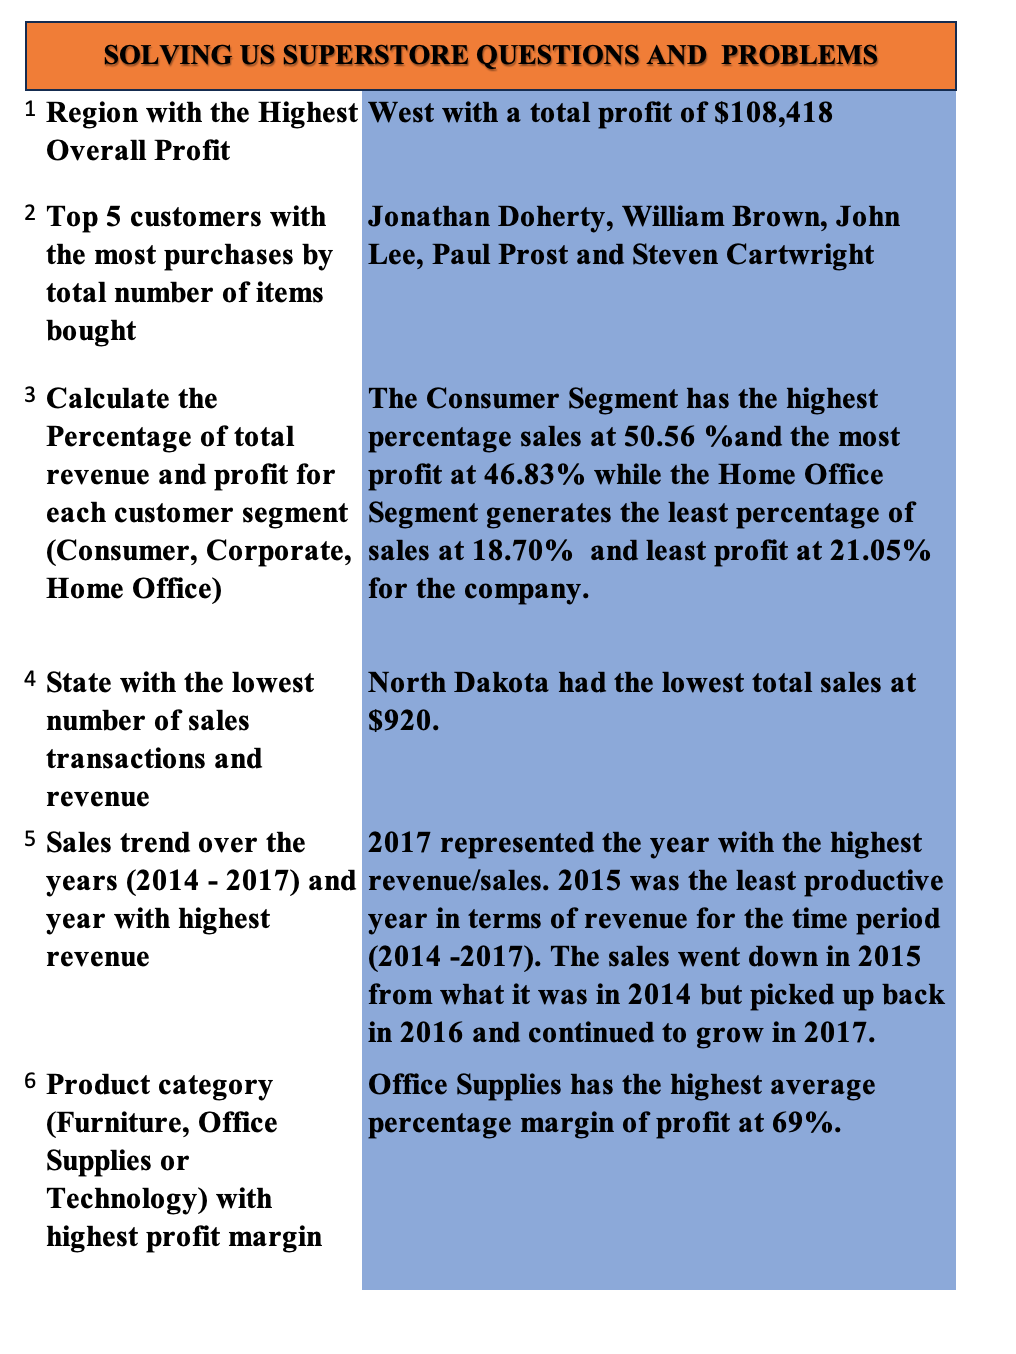 SOLVING US SUPERSTORE QUESTIONS AND  PROBLEMS
1 Region with the Highest
Overall Profit
West with a total profit of $108,418
2 Top 5 customers with
the most purchases by
total number of items
bought
Jonathan Doherty, William Brown, John
Lee, Paul Prost and Steven Cartwright
3 Calculate the
Percentage of total
revenue and profit for
each customer segment
(Consumer, Corporate,
Home Office)
The Consumer Segment has the highest
percentage sales at 50.56 %and the most
profit at 46.83% while the Home Office
Segment generates the least percentage of
sales at 18.70%  and least profit at 21.05%
for the company.
4 State with the lowest
number of sales
transactions and
revenue
North Dakota had the lowest total sales at
$920.
5 Sales trend over the
years (2014 - 2017) and
year with highest
revenue
2017 represented the year with the highest
revenue/sales. 2015 was the least productive
year in terms of revenue for the time period
(2014 -2017). The sales went down in 2015
from what it was in 2014 but picked up back
in 2016 and continued to grow in 2017.
6 Product category
(Furniture, Office
Supplies or
Technology) with
highest profit margin
Office Supplies has the highest average
percentage margin of profit at 69%.